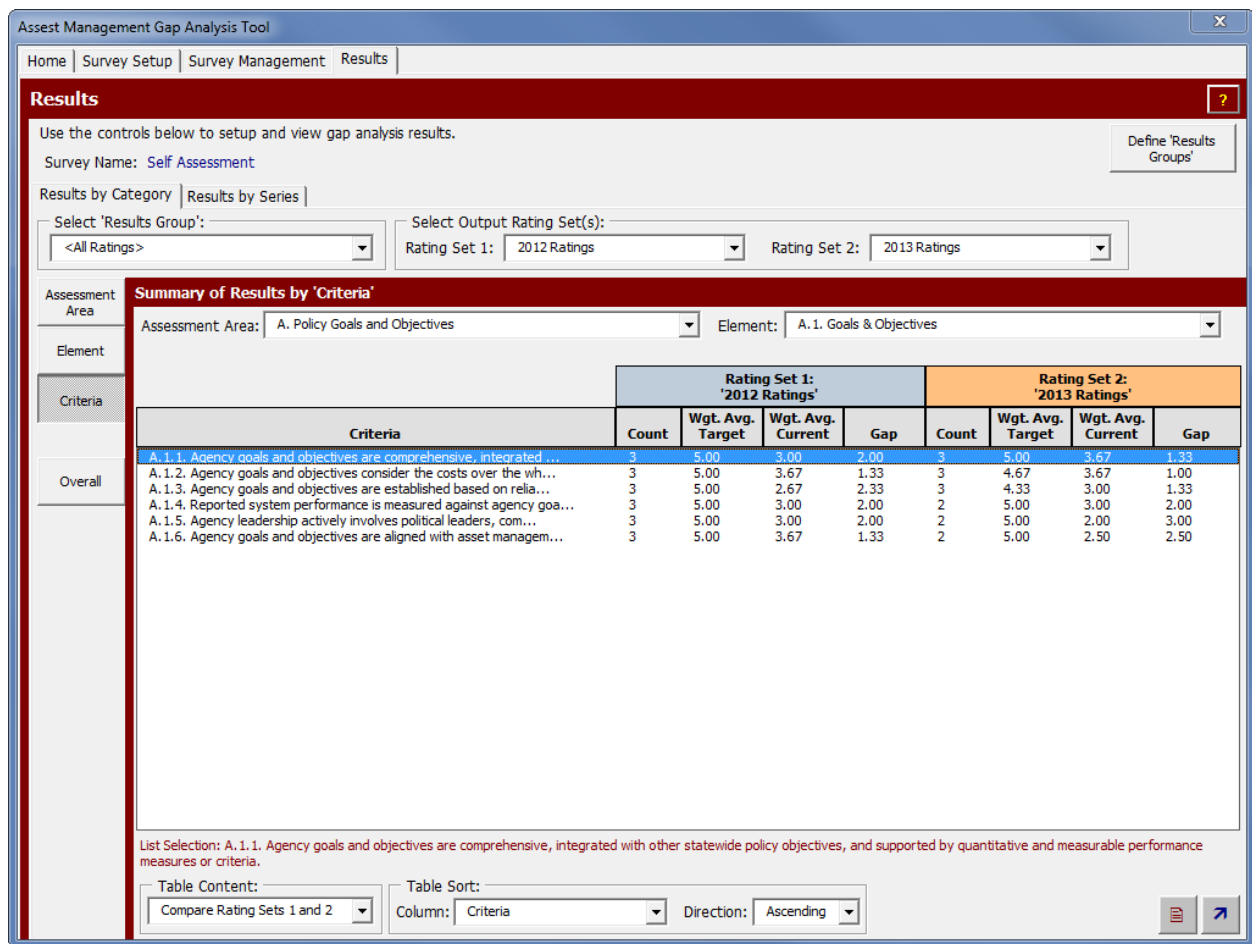 Assest Management Gap Analysis Tool
X
Home Survey Setup Survey Management Results
Results
?
Use the controls below to setup and view gap analysis results.
Define 'Results Groups'
Survey Name: Self Assessment
Results by Category Results by Series
Select 'Results Group': Select Output Rating Set(s):
<All Ratings> Rating Set 1: 2012 Ratings Rating Set 2: 2013 Ratings
Assessment Area
Element
Criteria
Overall
Summary of Results by 'Criteria'
Assessment Area: A. Policy Goals and Objectives Element: A.1. Goals & Objectives
Rating Set 1: Rating Set 2:
'2012 Ratings' '2013 Ratings'
Criteria Count Wgt. Avg. Target Wgt. Avg. Current Gap Count Wgt. Avg. Target Wgt. Avg. Current Gap
A.1.1. Agency goals and objectives are comprehensive, integrated ... 3 5.00 3.00 2.00 3 5.00 3.67 1.33
A.1.2. Agency goals and objectives consider the costs over the wh... 3 5.00 3.67 1.33 3 4.67 3.67 1.00
A.1.3. Agency goals and objectives are established based on relia... 3 5.00 2.67 2.33 3 4.33 3.00 1.33
A.1.4. Reported system performance is measured against agency goa... 3 5.00 3.00 2.00 2 5.00 3.00 2.00
A.1.5. Agency leadership actively involves political leaders, com... 3 5.00 3.00 2.00 2 5.00 2.00 3.00
A.1.6. Agency goals and objectives are aligned with asset managem... 3 5.00 3.67 1.33 2 5.00 2.50 2.50
List Selection: A.1.1. Agency goals and objectives are comprehensive, integrated with other statewide policy objectives, and supported by quantitative and measurable performance
measures or criteria.
Table Content: Table Sort:
Compare Rating Sets 1 and 2 Column: Criteria Direction: Ascending